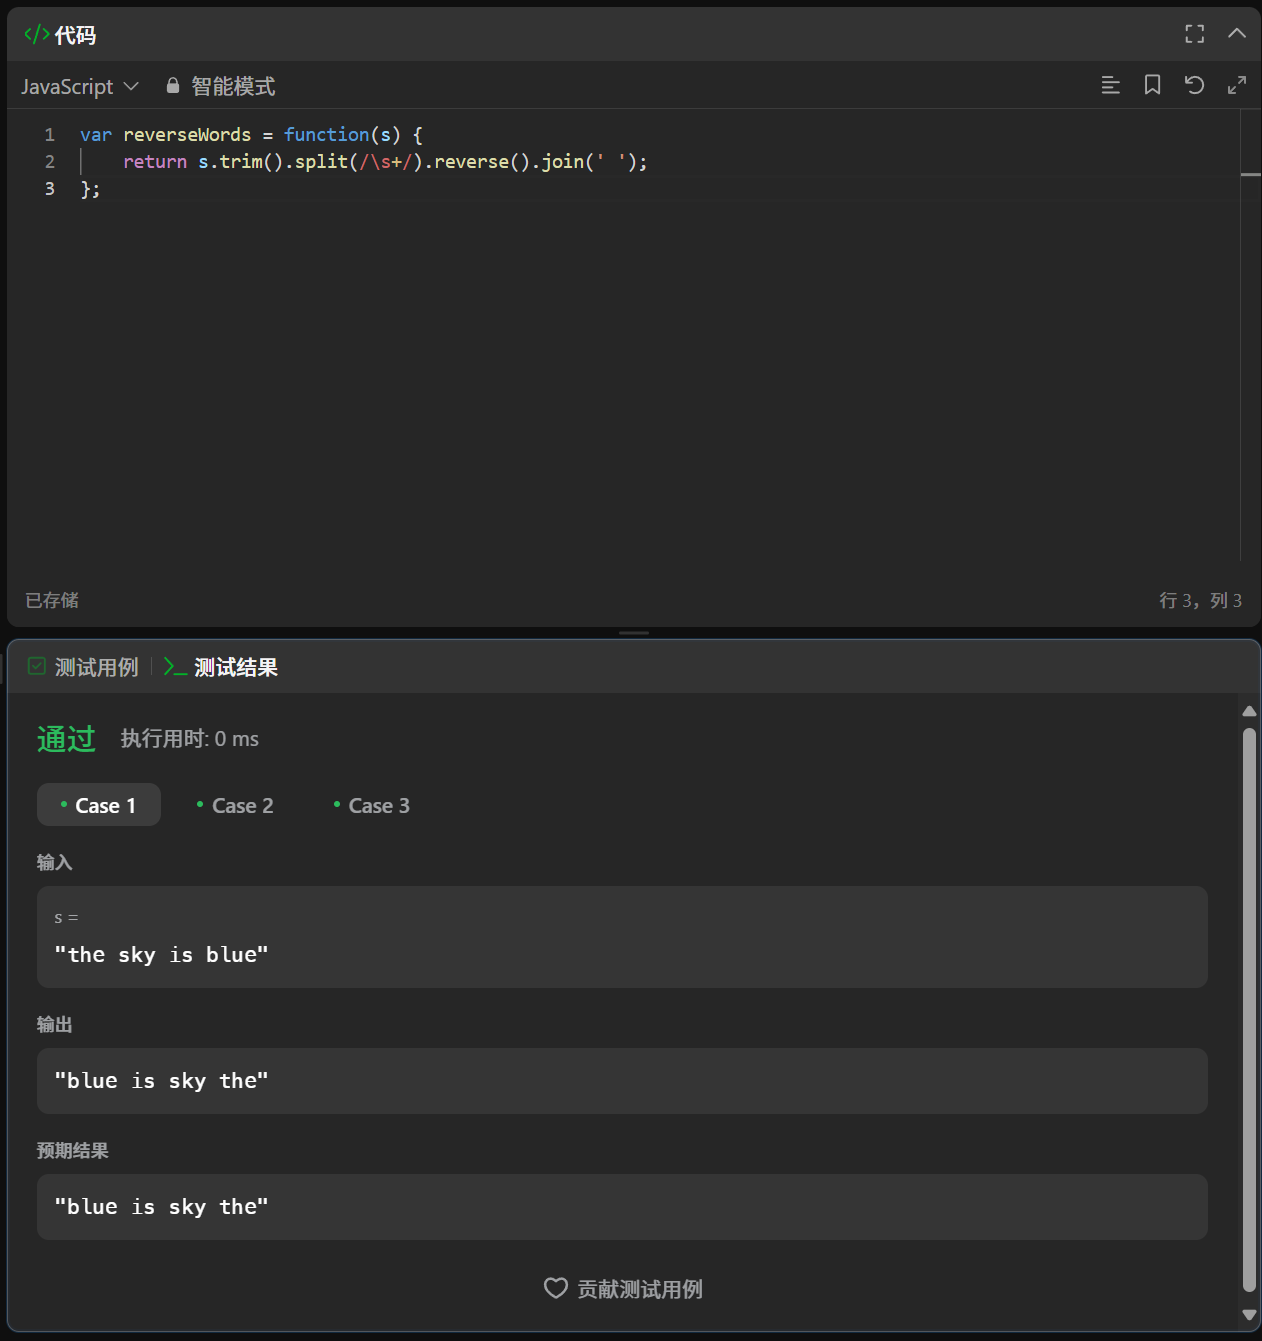 </> 代码
JavaScript 智能模式
1 var reverseWords = function(s) {
2     return s.trim().split(/\s+/).reverse().join(' ');
3 };
已存储 行 3, 列 3
测试用例 | >_ 测试结果
通过 执行用时: 0 ms
• Case 1 • Case 2 • Case 3
输入
s =
"the sky is blue"
输出
"blue is sky the"
预期结果
"blue is sky the"
贡献测试用例